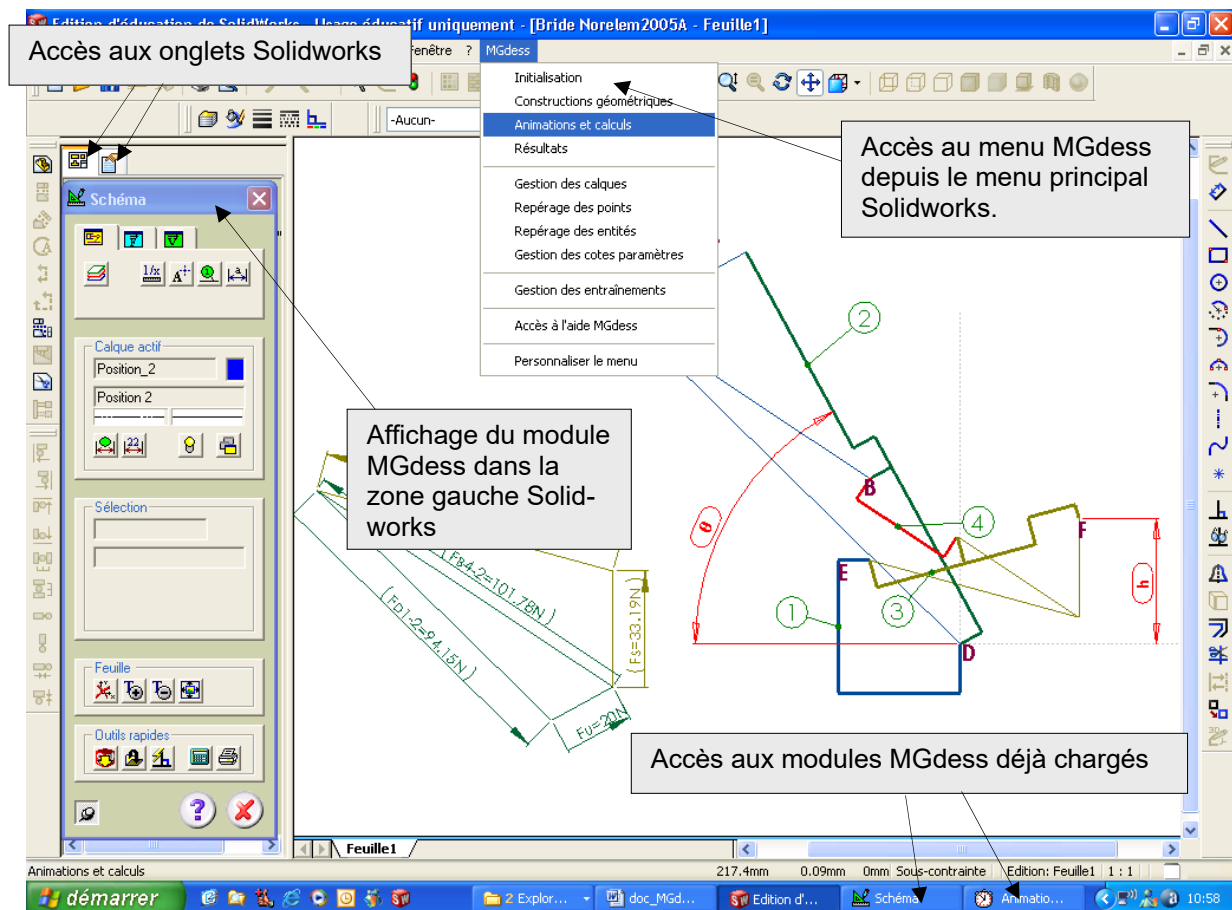 Edition d'éducation de SolidWorks - Usage éducatif uniquement - [Bride Norelem2005A - Feuille1]
Accès aux onglets Solidworks
Fenêtre ? MGdess
Initialisation
Constructions géométriques
Animations et calculs
Résultats
Gestion des calques
Repérage des points
Repérage des entités
Gestion des cotes paramètres
Gestion des entraînements
Accès à l'aide MGdess
Personnaliser le menu
-Aucun-
Accès au menu MGdess
depuis le menu principal
Solidworks.
Schéma
1/x
Calque actif
Position_2
Position 2
22
Sélection
Feuille
Outils rapides
Affichage du module
MGdess dans la
zone gauche Solid-
works
2
B
4
F
θ
E
h
3
1
D
(FB4-2=101.78N)
(FD1-2=94.15N)
(Fs=33.19N)
Fu=20N
Accès aux modules MGdess déjà chargés
Feuille1
Animations et calculs
217.4mm 0.09mm 0mm Sous-contrainte Edition: Feuille1 1 : 1
démarrer
2 Explor...
doc_MGd...
Edition d'...
Schéma
Animatio...
10:58